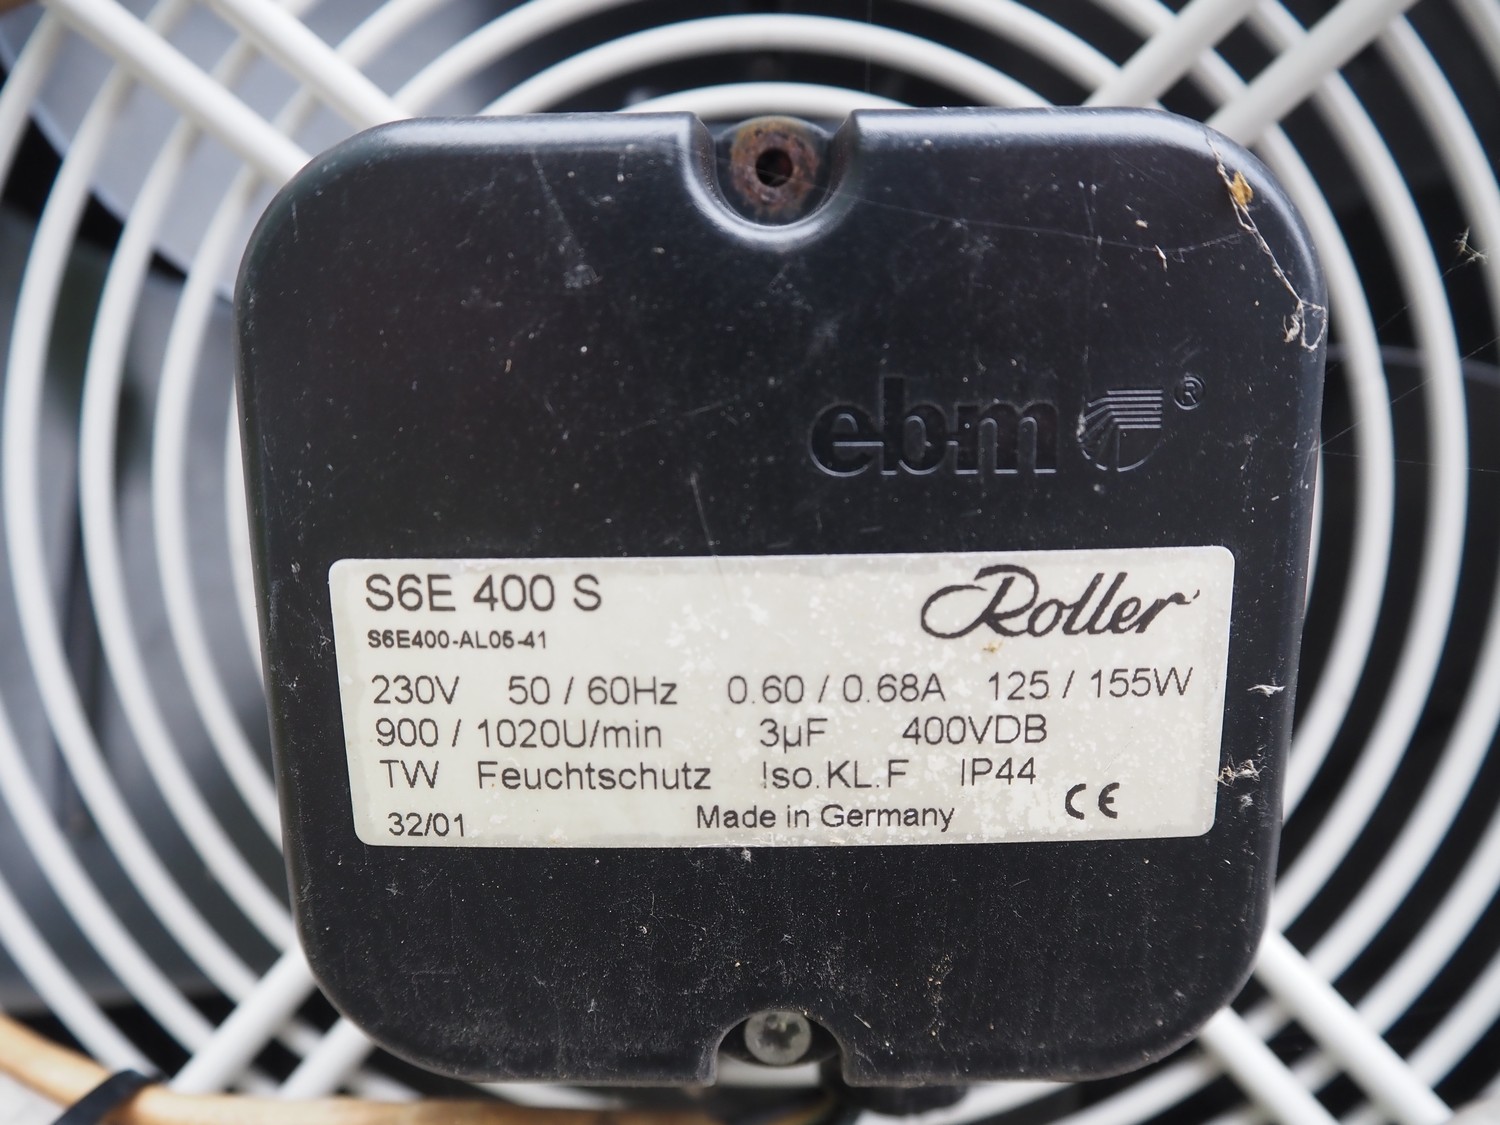 ebm ®
S6E 400 S Roller
S6E400-AL05-41
230V 50 / 60Hz 0.60 / 0.68A 125 / 155W
900 / 1020U/min 3µF 400VDB
TW Feuchtschutz Iso.KL.F IP44
32/01 Made in Germany CE